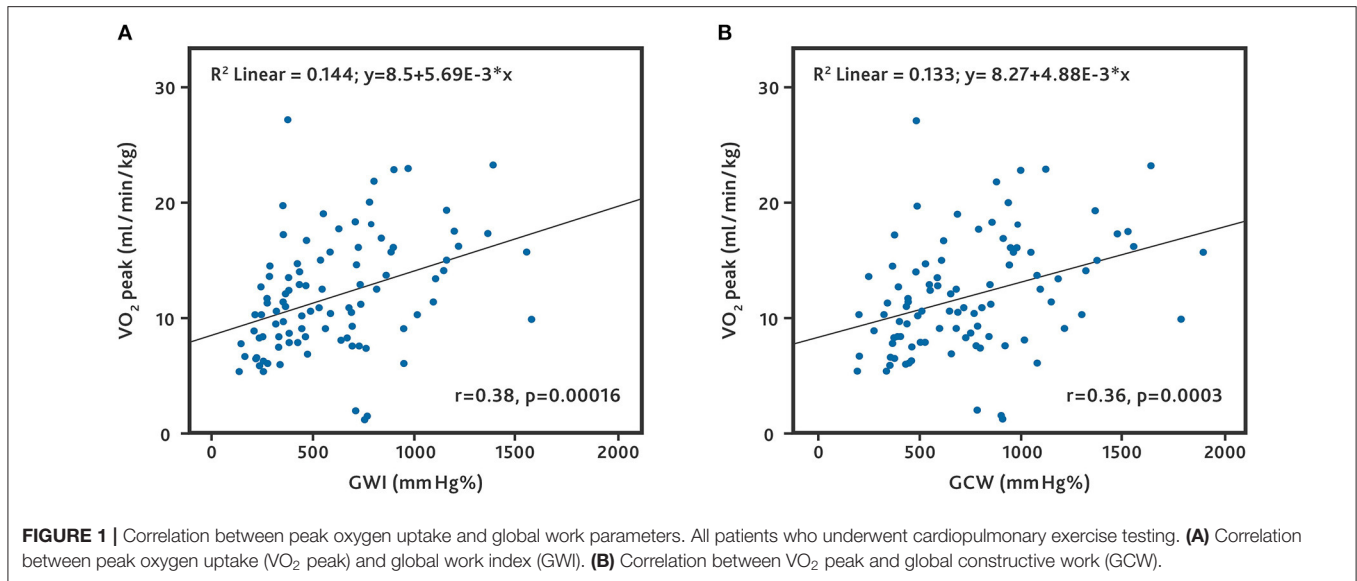 A
R² Linear = 0.144; y=8.5+5.69E-3*x
30
20
10
0
VO₂ peak (ml/min/kg)
r=0.38, p=0.00016
0 500 1000 1500 2000
GWI (mmHg%)
B
R² Linear = 0.133; y= 8.27+4.88E-3*x
30
20
10
0
VO₂ peak (ml/min/kg)
r=0.36, p=0.0003
0 500 1000 1500 2000
GCW (mmHg%)
FIGURE 1 | Correlation between peak oxygen uptake and global work parameters. All patients who underwent cardiopulmonary exercise testing. (A) Correlation
between peak oxygen uptake (VO₂ peak) and global work index (GWI). (B) Correlation between VO₂ peak and global constructive work (GCW).